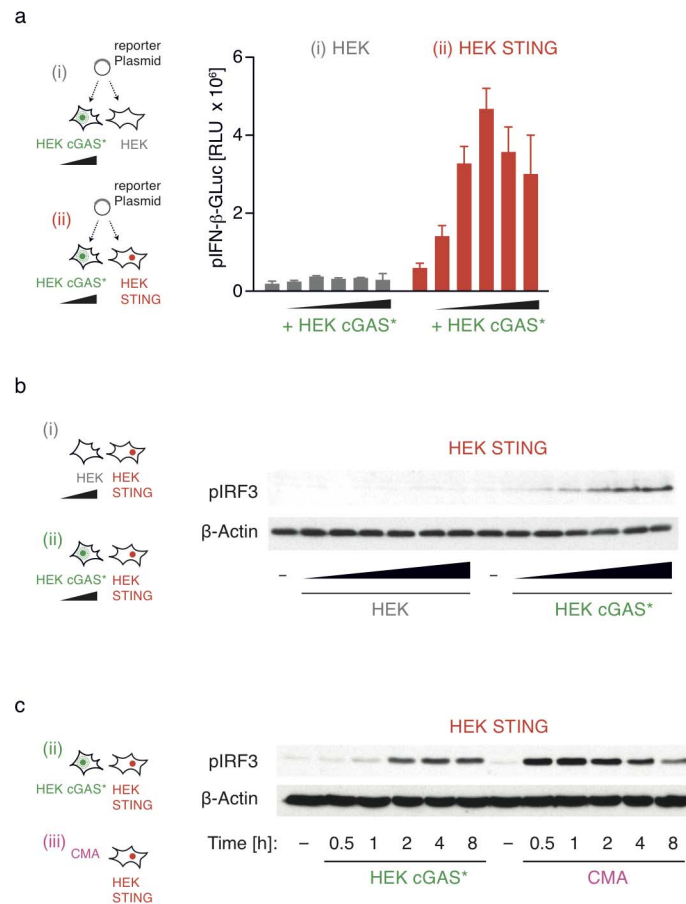 a
reporter
Plasmid
(i)
HEK cGAS* HEK
reporter
Plasmid
(ii)
HEK cGAS* HEK
STING
pIFN-β-GLuc [RLU x 10⁶]
6
4
2
0
(i) HEK (ii) HEK STING
+ HEK cGAS* + HEK cGAS*
b
(i)
HEK HEK
STING
(ii)
HEK cGAS* HEK
STING
HEK STING
pIRF3
β-Actin
– –
HEK HEK cGAS*
c
(ii)
HEK cGAS* HEK
STING
(iii)
CMA
HEK
STING
HEK STING
pIRF3
β-Actin
Time [h]: – 0.5 1 2 4 8 – 0.5 1 2 4 8
HEK cGAS* CMA